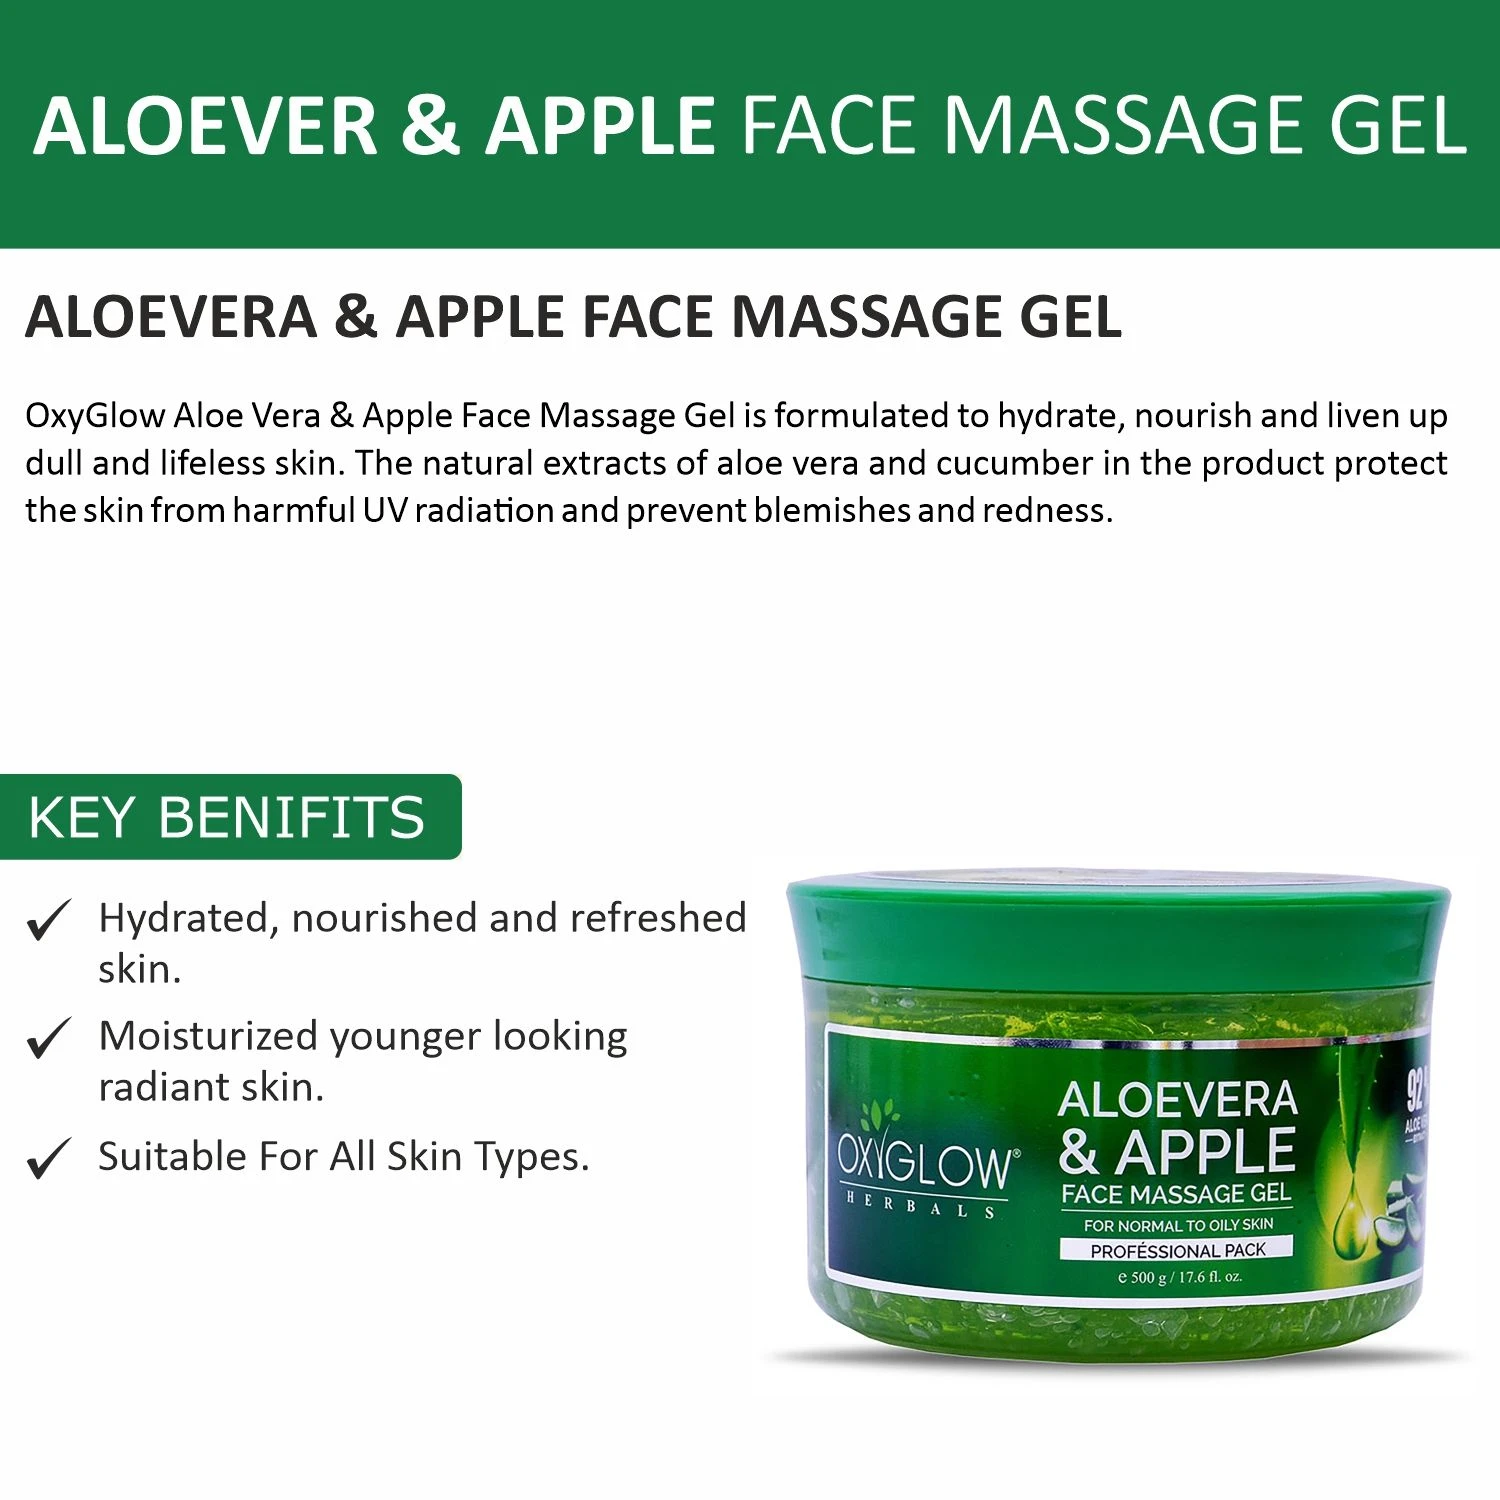 ALOEVER & APPLE FACE MASSAGE GEL
ALOEVERA & APPLE FACE MASSAGE GEL
OxyGlow Aloe Vera & Apple Face Massage Gel is formulated to hydrate, nourish and liven up
dull and lifeless skin. The natural extracts of aloe vera and cucumber in the product protect
the skin from harmful UV radiation and prevent blemishes and redness.
KEY BENIFITS
Hydrated, nourished and refreshed
skin.
Moisturized younger looking
radiant skin.
Suitable For All Skin Types.
OXYGLOW®
HERBALS
ALOEVERA
& APPLE
FACE MASSAGE GEL
FOR NORMAL TO OILY SKIN
PROFÉSSIONAL PACK
e 500 g / 17.6 fl. oz.
92
ALOE